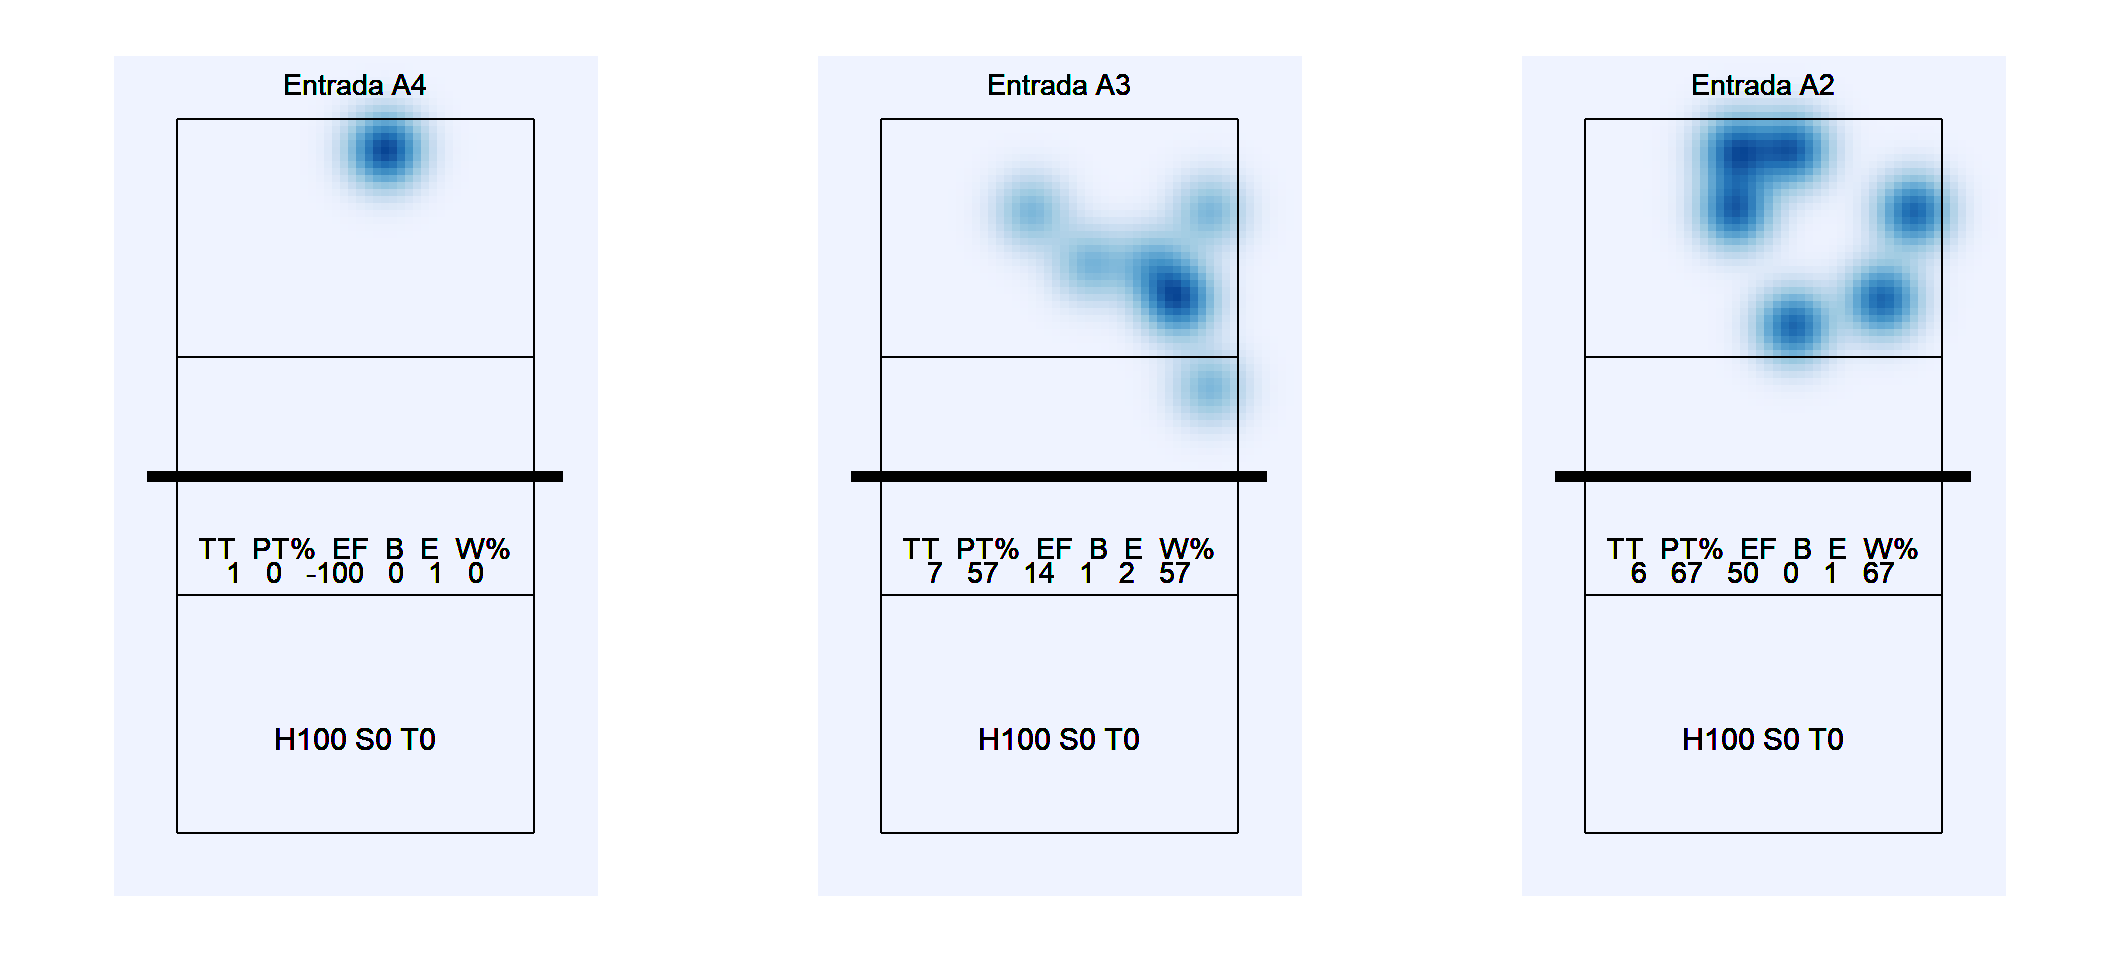 Entrada A4
TT PT% EF B E W%
1 0 -100 0 1 0
H100 S0 T0
Entrada A3
TT PT% EF B E W%
7 57 14 1 2 57
H100 S0 T0
Entrada A2
TT PT% EF B E W%
6 67 50 0 1 67
H100 S0 T0